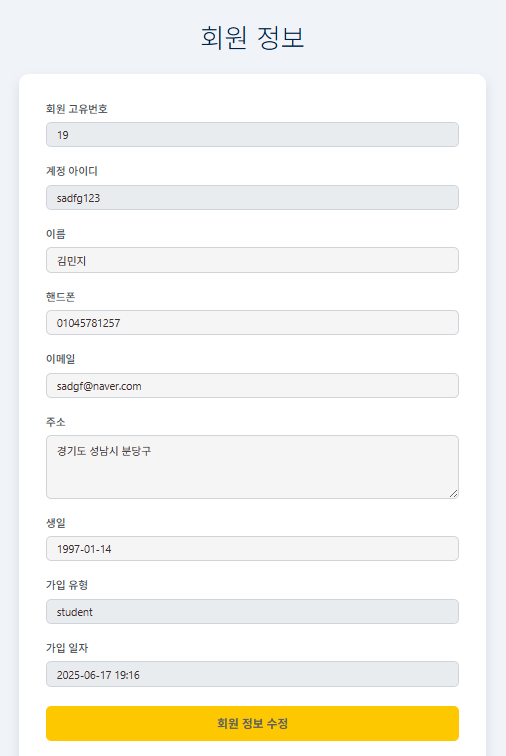 회원 정보
회원 고유번호
19
계정 아이디
sadfg123
이름
김민지
핸드폰
01045781257
이메일
sadgf@naver.com
주소
경기도 성남시 분당구
생일
1997-01-14
가입 유형
student
가입 일자
2025-06-17 19:16
회원 정보 수정